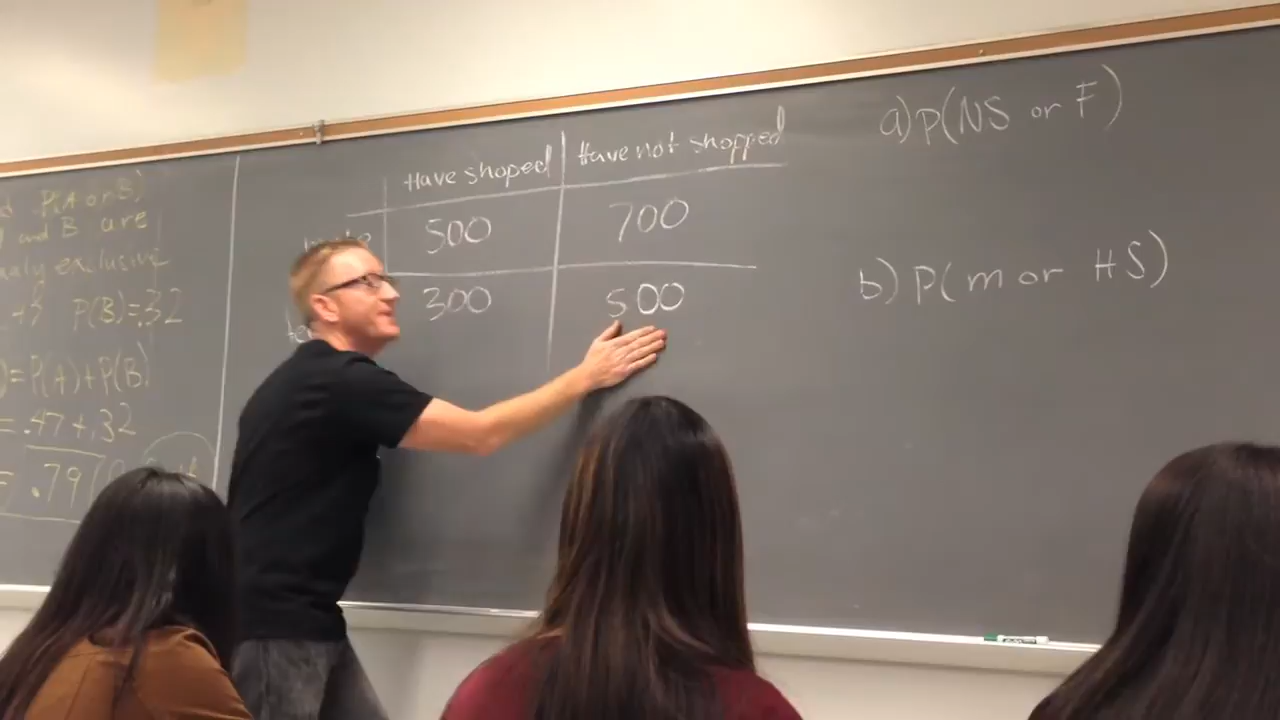 P(A or B)
and B are
exclusive
P(B)=.32
=P(A)+P(B)
=.47+.32
=.79
Have shoped Have not shopped
500 700
300 500
a) P(NS or F)
b) P(m or HS)